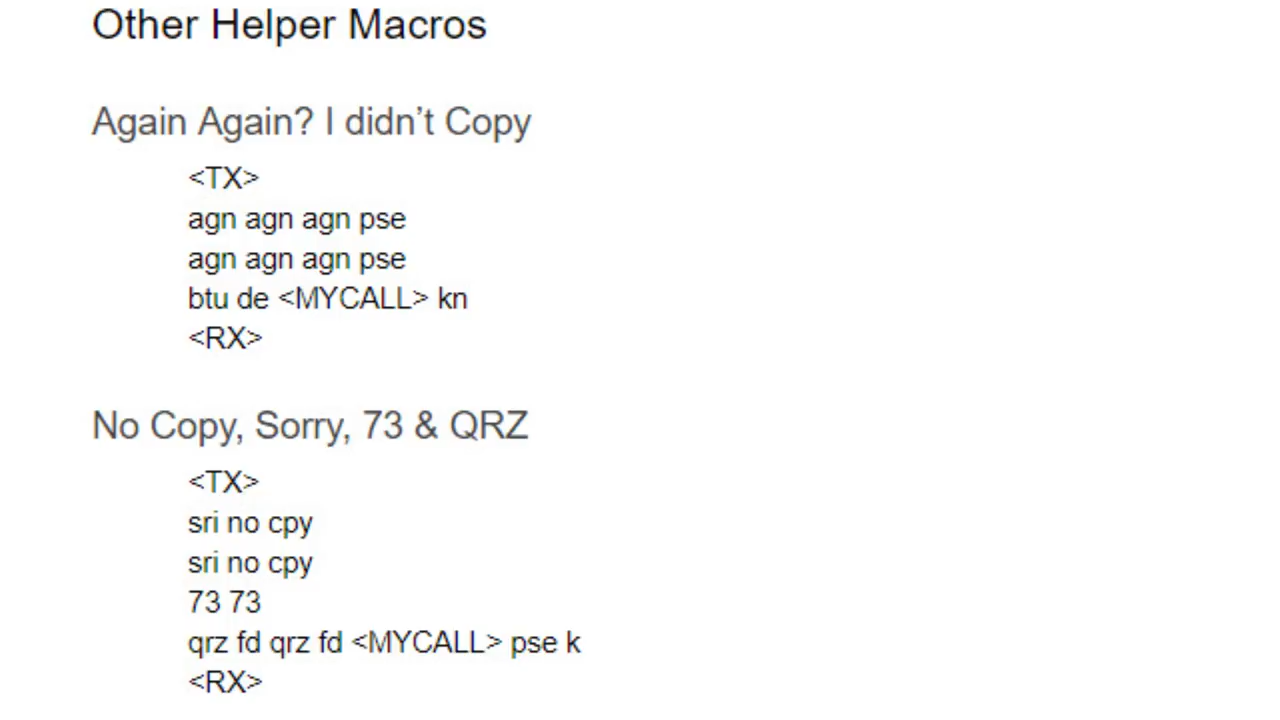 Other Helper Macros
Again Again? I didn’t Copy
<TX>
agn agn agn pse
agn agn agn pse
btu de <MYCALL> kn
<RX>
No Copy, Sorry, 73 & QRZ
<TX>
sri no cpy
sri no cpy
73 73
qrz fd qrz fd <MYCALL> pse k
<RX>